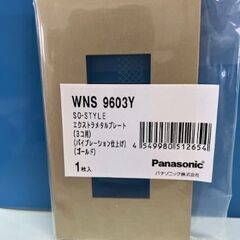 WNS 9603Y
SO-STYLE
エクストラメタルプレート
(3コ用)
(バイブレーション仕上げ)
(ゴールド)
4 549980 512654
Panasonic
パナソニック株式会社
1枚入